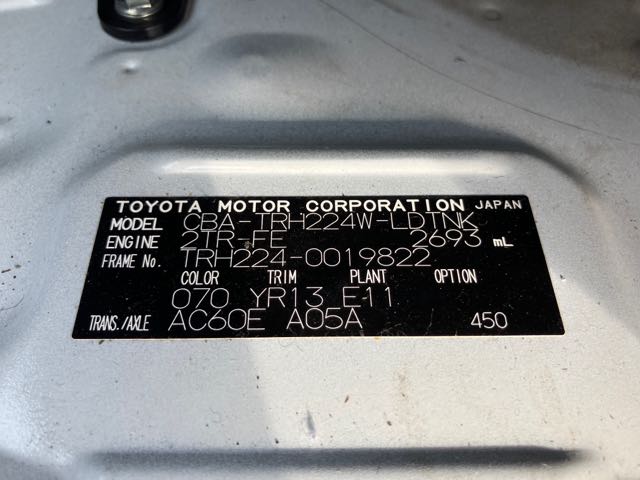 TOYOTA MOTOR CORPORATION JAPAN
MODEL CBA-TRH224W-LDTNK
ENGINE 2TR-FE 2693 mL
FRAME No. TRH224-0019822
COLOR TRIM PLANT OPTION
070 YR13 E11
TRANS./AXLE AC60E A05A 450